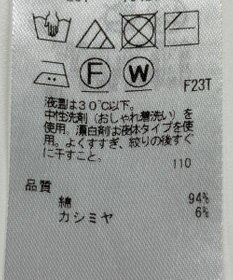 F
W
F23T
液温は30℃以下。
中性洗剤(おしゃれ着洗い)を
使用。漂白剤は液体タイプを使
用。よくすすぎ、絞りの後すぐ
に干すこと。
110
品質
綿 94%
カシミヤ 6%